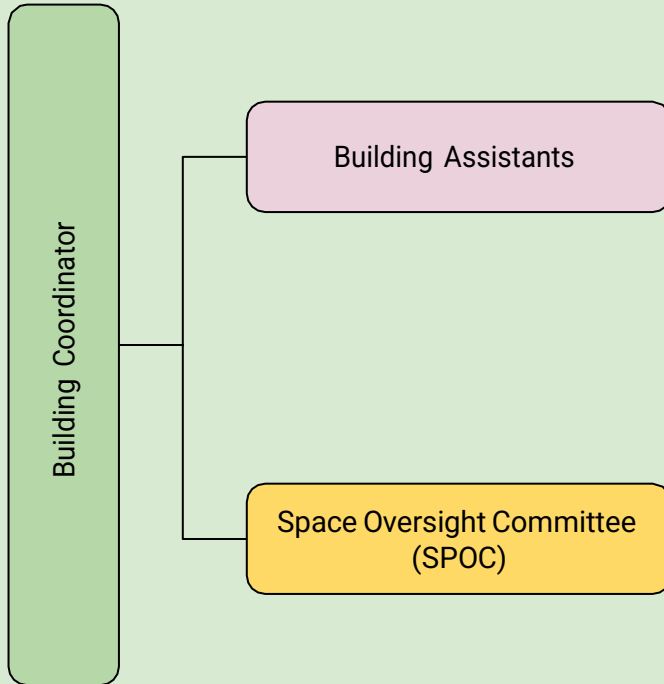 Building Coordinator
Building Assistants
Space Oversight Committee
(SPOC)